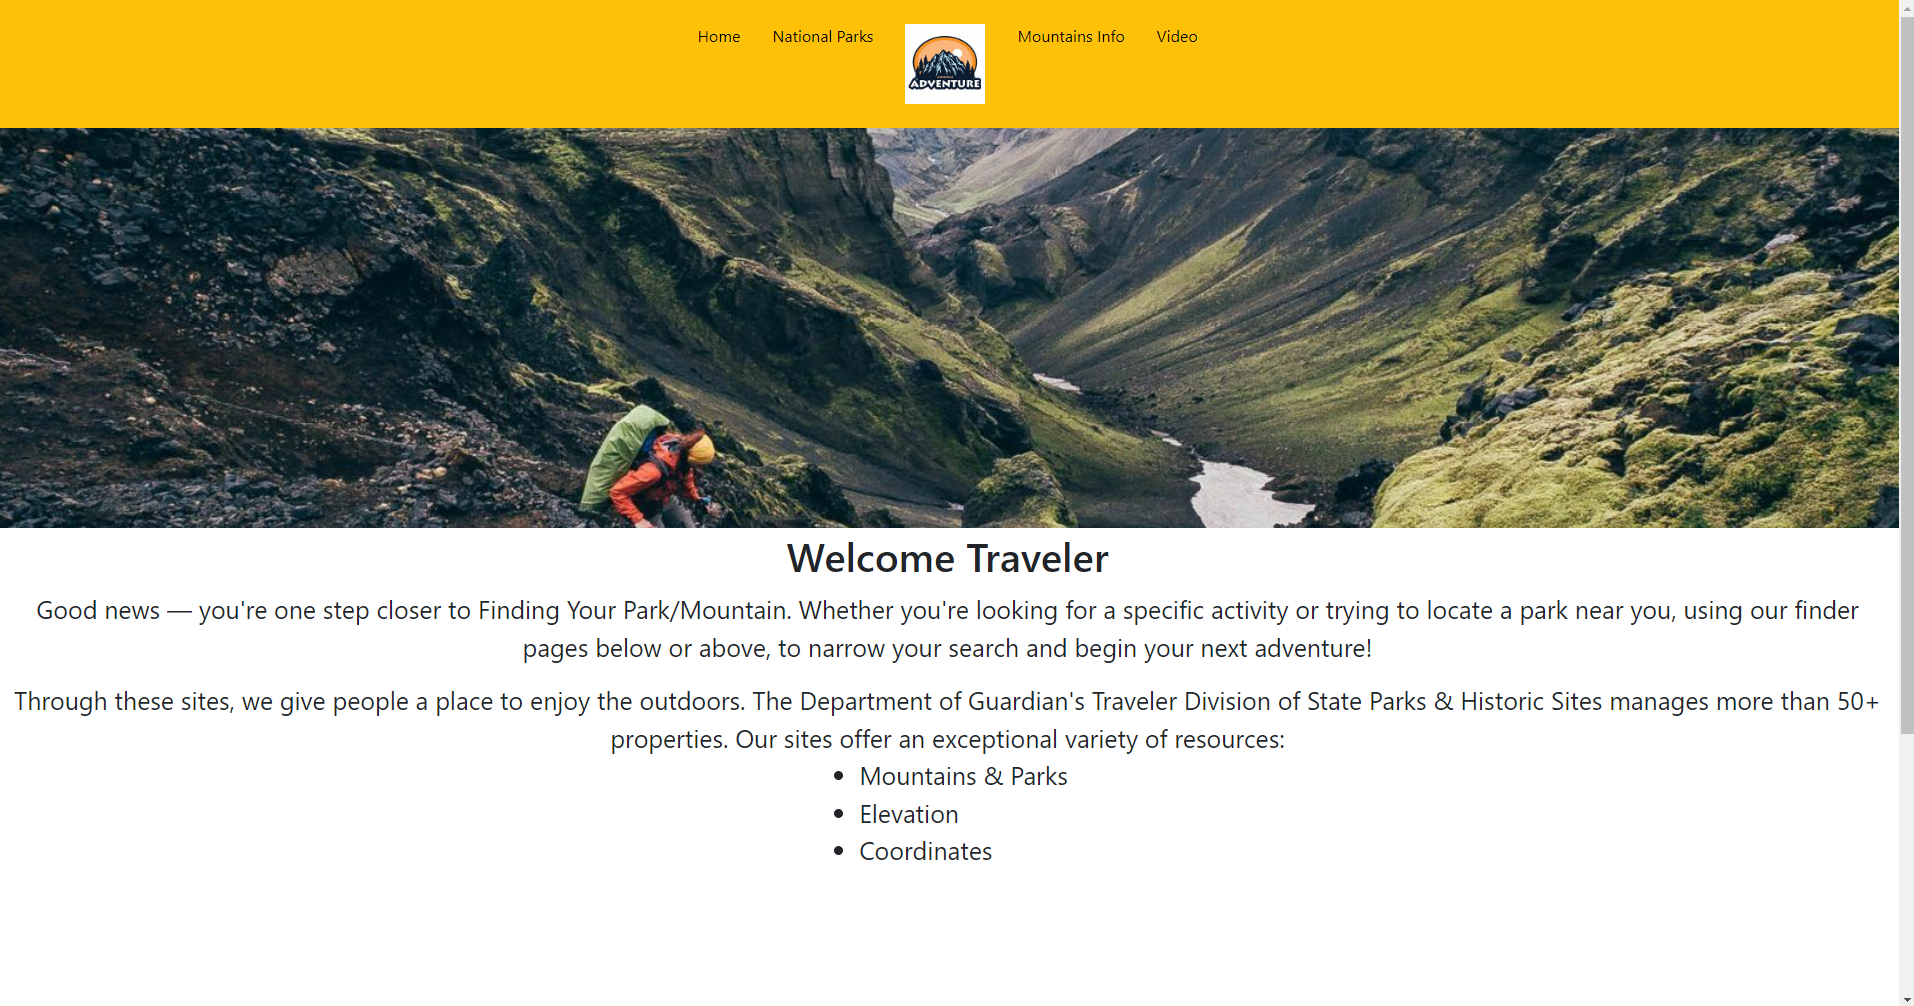 Home National Parks Mountains Info Video
ADVENTURE
Welcome Traveler
Good news — you're one step closer to Finding Your Park/Mountain. Whether you're looking for a specific activity or trying to locate a park near you, using our finder
pages below or above, to narrow your search and begin your next adventure!
Through these sites, we give people a place to enjoy the outdoors. The Department of Guardian's Traveler Division of State Parks & Historic Sites manages more than 50+
properties. Our sites offer an exceptional variety of resources:
• Mountains & Parks
• Elevation
• Coordinates